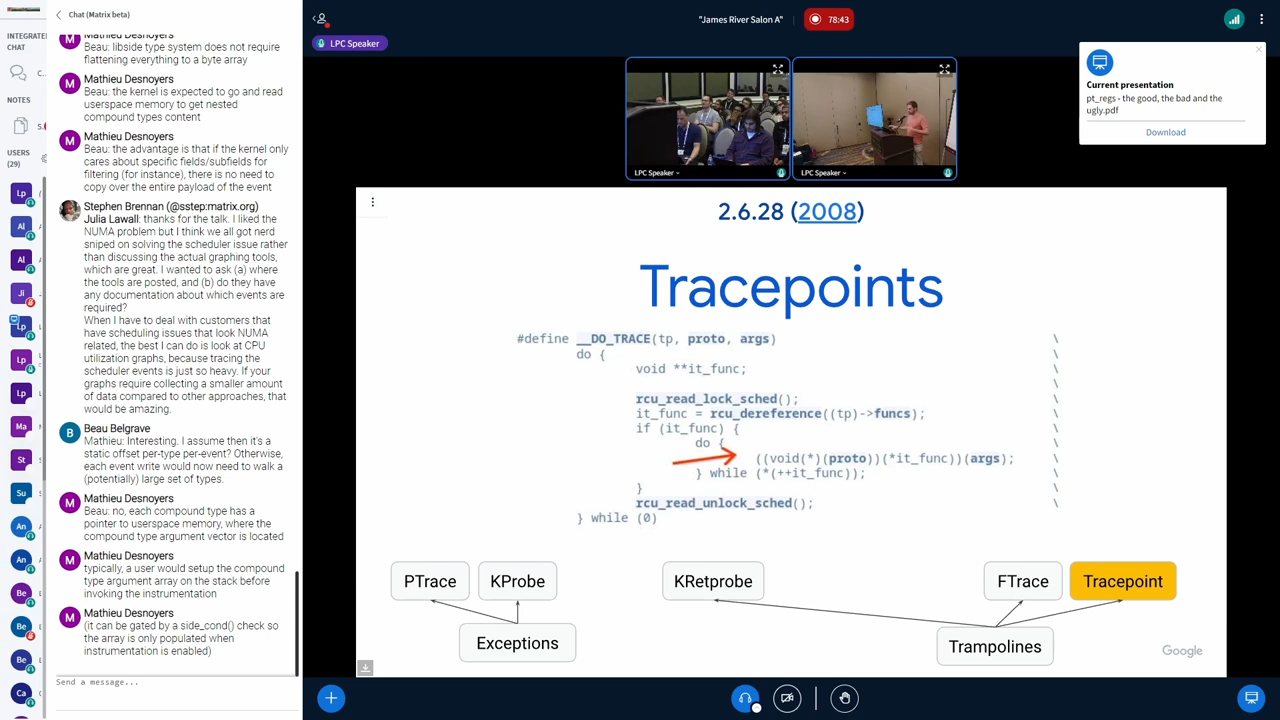 INTEGRATE
CHAT
C..
NOTES
S.
USERS
(29)
Lp
Al
Al
Ji
Lp
Lp
Lp
Ma
St
Su
An
An
Be
Be
Be
Ca
Chat (Matrix beta)
Mathieu Desnoyers
Beau: libside type system does not require
flattening everything to a byte array
Mathieu Desnoyers
Beau: the kernel is expected to go and read
userspace memory to get nested
compound types content
Mathieu Desnoyers
Beau: the advantage is that if the kernel only
cares about specific fields/subfields for
filtering (for instance), there is no need to
copy over the entire payload of the event
Stephen Brennan (@sstep:matrix.org)
Julia Lawall: thanks for the talk. I liked the
NUMA problem but I think we all got nerd
sniped on solving the scheduler issue rather
than discussing the actual graphing tools,
which are great. I wanted to ask (a) where
the tools are posted, and (b) do they have
any documentation about which events are
required?
When I have to deal with customers that
have scheduling issues that look NUMA
related, the best I can do is look at CPU
utilization graphs, because tracing the
scheduler events is just so heavy. If your
graphs require collecting a smaller amount
of data compared to other approaches, that
would be amazing.
B
Beau Belgrave
Mathieu: Interesting. I assume then it's a
static offset per-type per-event? Otherwise,
each event write would now need to walk a
(potentially) large set of types.
M
Mathieu Desnoyers
Beau: no, each compound type has a
pointer to userspace memory, where the
compound type argument vector is located
M
Mathieu Desnoyers
typically, a user would setup the compound
type argument array on the stack before
invoking the instrumentation
M
Mathieu Desnoyers
(it can be gated by a side_cond() check so
the array is only populated when
instrumentation is enabled)
Send a message...
LPC Speaker
"James River Salon A"
78:43
LPC Speaker
LPC Speaker
Current presentation
pt_regs - the good, the bad and the
ugly.pdf
Download
2.6.28 (2008)
Tracepoints
#define __DO_TRACE(tp, proto, args) \
do { \
void **it_func; \
\
rcu_read_lock_sched(); \
it_func = rcu_dereference((tp)->funcs); \
if (it_func) { \
do { \
((void(*)(proto))(*it_func))(args); \
} while (*(++it_func)); \
} \
rcu_read_unlock_sched(); \
} while (0)
PTrace
KProbe
KRetprobe
FTrace
Tracepoint
Exceptions
Trampolines
Google